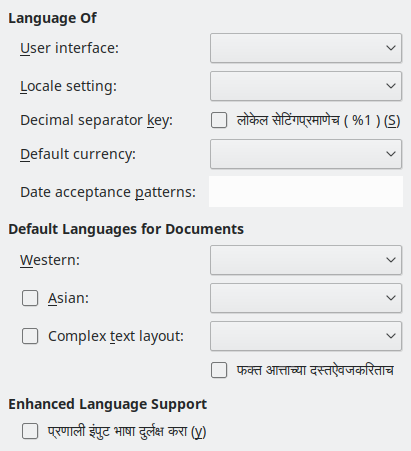 Language Of
User interface:
Locale setting:
Decimal separator key: लोकेल सेटिंगप्रमाणेच ( %1 ) (S)
Default currency:
Date acceptance patterns:
Default Languages for Documents
Western:
Asian:
Complex text layout:
फक्त आत्ताच्या दस्तऐवजकरिताच
Enhanced Language Support
प्रणाली इंपुट भाषा दुर्लक्ष करा (y)